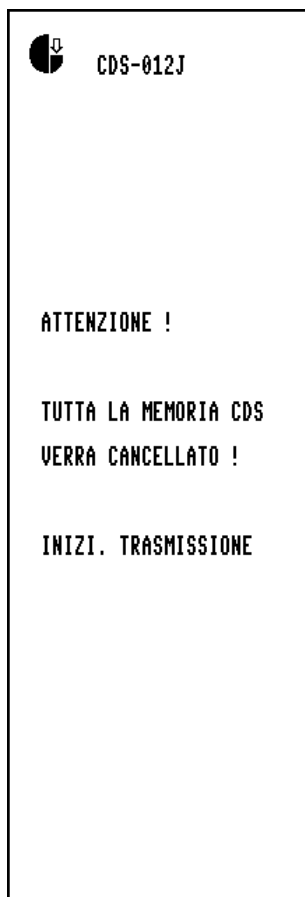 CDS-012J
ATTENZIONE !
TUTTA LA MEMORIA CDS
VERRA CANCELLATO !
INIZI. TRASMISSIONE